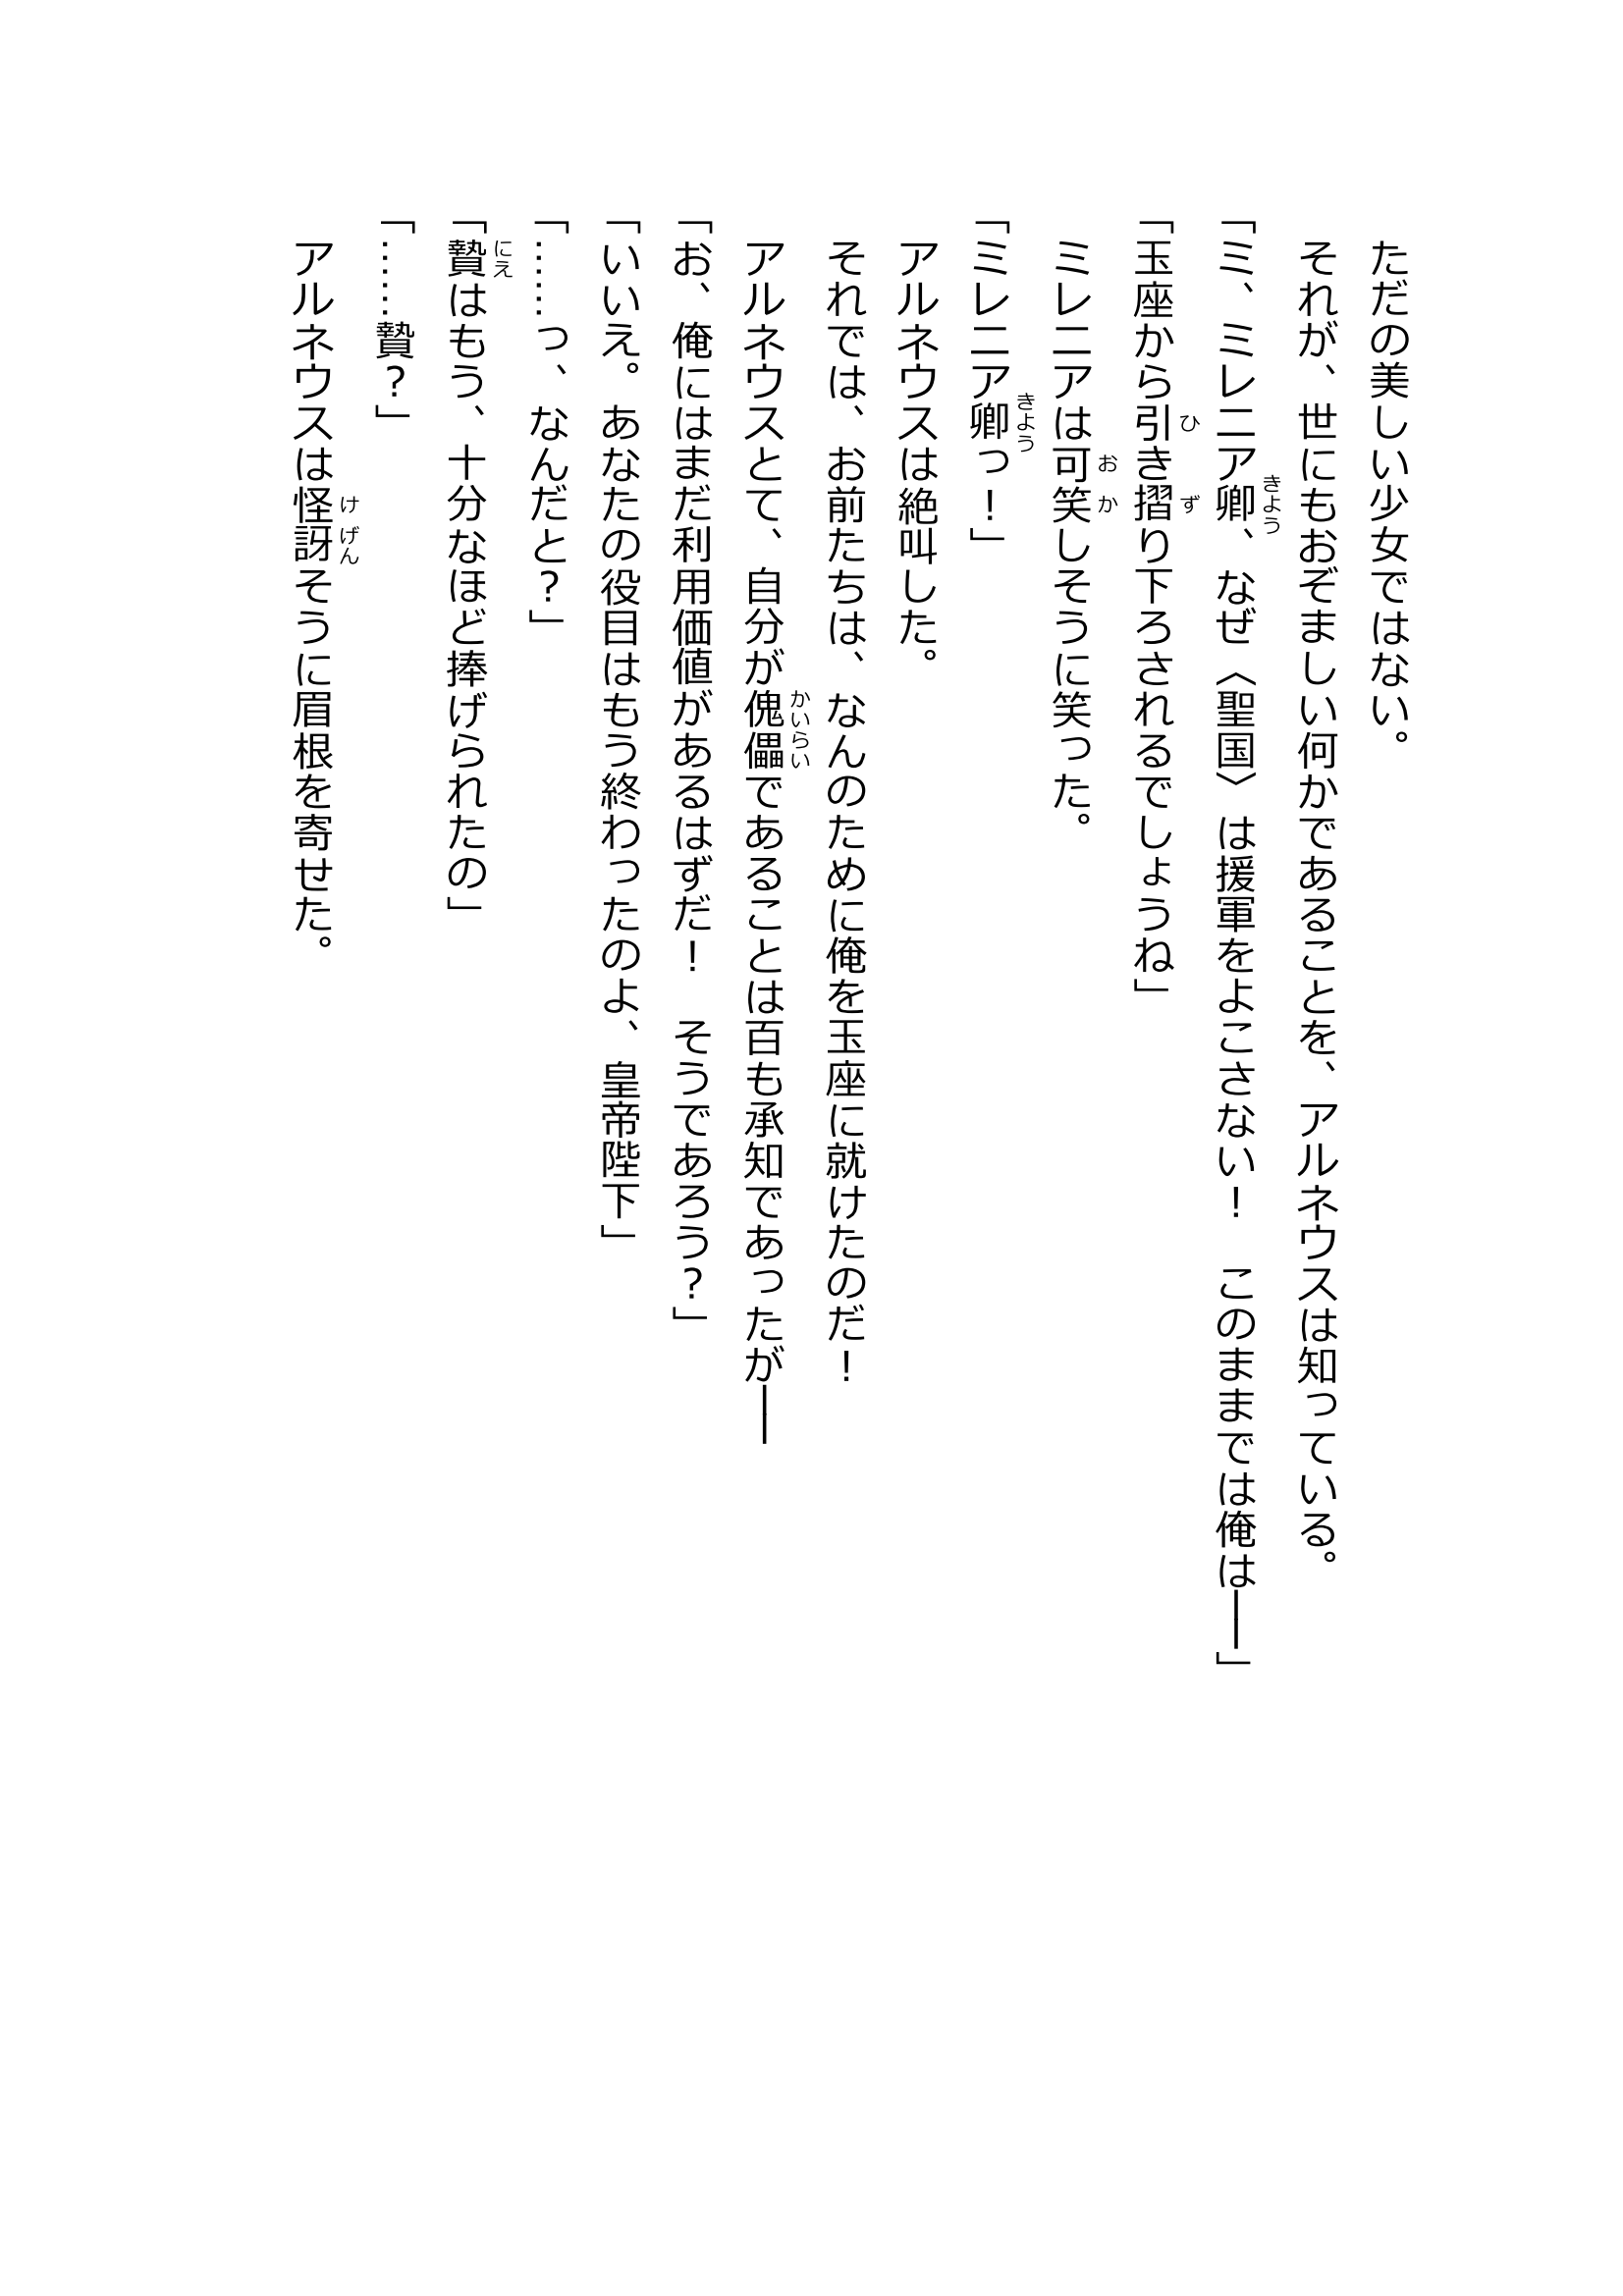 ただの美しい少女ではない。
　それが、世にもおぞましい何かであることを、アルネウスは知っている。
「ミ、ミレニア卿、なぜ〈聖国〉は援軍をよこさない！　このままでは俺は――」
「玉座から引き摺り下ろされるでしょうね」
　ミレニアは可笑しそうに笑った。
「ミレニア卿っ！」
　アルネウスは絶叫した。
　それでは、お前たちは、なんのために俺を玉座に就けたのだ！
　アルネウスとて、自分が傀儡であることは百も承知であったが――
「お、俺にはまだ利用価値があるはずだ！　そうであろう？」
「いいえ。あなたの役目はもう終わったのよ、皇帝陛下」
「……っ、なんだと？」
「贄はもう、十分なほど捧げられたの」
「……贄？」
　アルネウスは怪訝そうに眉根を寄せた。